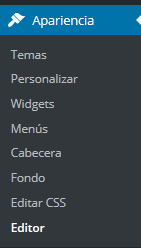 Apariencia
Temas
Personalizar
Widgets
Menús
Cabecera
Fondo
Editar CSS
Editor